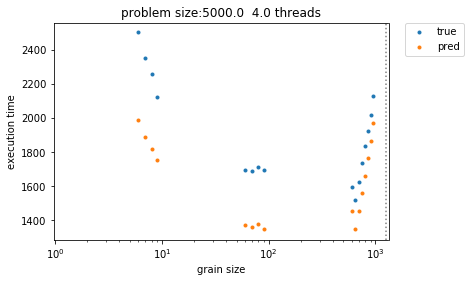 problem size:5000.0  4.0 threads
true
pred
execution time
2400
2200
2000
1800
1600
1400
10⁰
10¹
10²
10³
grain size